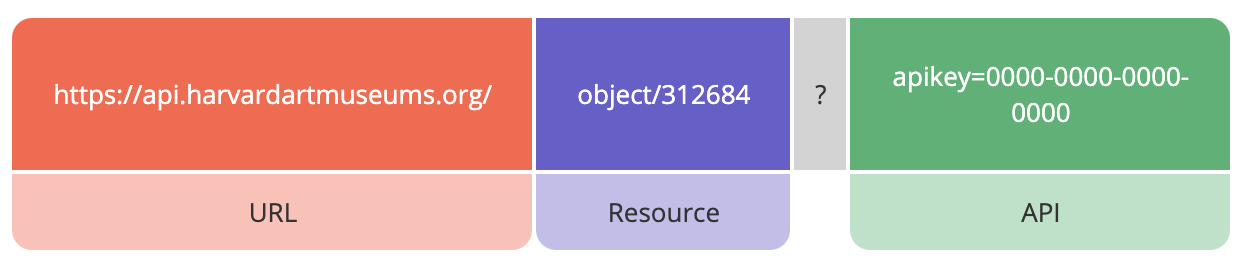 https://api.harvardartmuseums.org/
object/312684
?
apikey=0000-0000-0000-
0000
URL
Resource
API